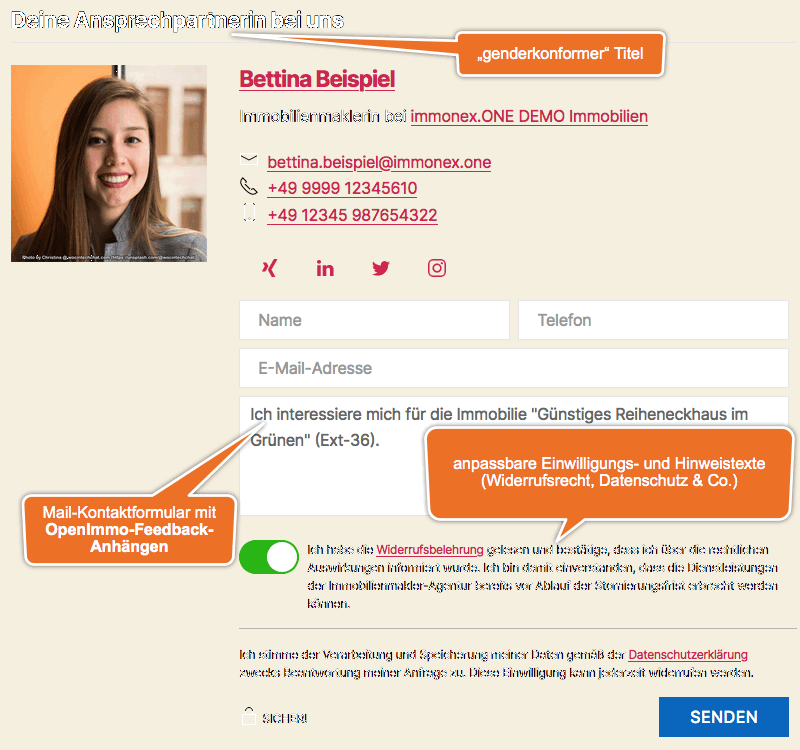 Deine Ansprechpartnerin bei uns
„genderkonformer“ Titel
Bettina Beispiel
Immobilienmaklerin bei immonex.ONE DEMO Immobilien
bettina.beispiel@immonex.one
+49 9999 12345610
+49 12345 987654322
Photo by Christina @wocintechchat.com (https://unsplash.com/@wocintechchat)
Name
Telefon
E-Mail-Adresse
Ich interessiere mich für die Immobilie "Günstiges Reiheneckhaus im
Grünen" (Ext-36).
anpassbare Einwilligungs- und Hinweistexte
(Widerrufsrecht, Datenschutz & Co.)
Mail-Kontaktformular mit
OpenImmo-Feedback-
Anhängen
Ich habe die Widerrufsbelehrung gelesen und bestätige, dass ich über die rechtlichen
Auswirkungen informiert wurde. Ich bin damit einverstanden, dass die Dienstleistungen
der Immobilienmakler-Agentur bereits vor Ablauf der Stornierungsfrist erbracht werden
können.
Ich stimme der Verarbeitung und Speicherung meiner Daten gemäß der Datenschutzerklärung
zwecks Beantwortung meiner Anfrage zu. Diese Einwilligung kann jederzeit widerrufen werden.
SICHER!
SENDEN